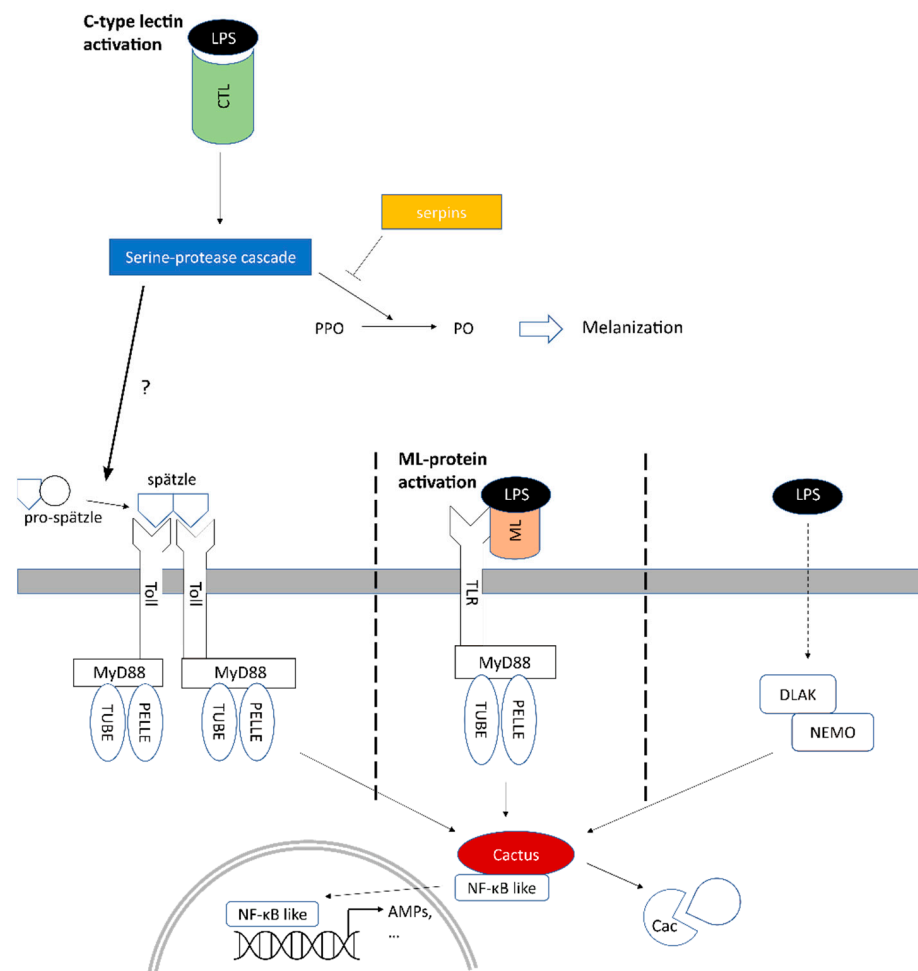 C-type lectin
activation
LPS
CTL
serpins
Serine-protease cascade
PPO
PO
Melanization
?
ML-protein
activation
spätzle
pro-spätzle
LPS
ML
LPS
Toll
Toll
TLR
MyD88
MyD88
MyD88
TUBE
PELLE
TUBE
PELLE
TUBE
PELLE
DLAK
NEMO
Cactus
NF-κB like
NF-κB like
AMPs,
...
Cac